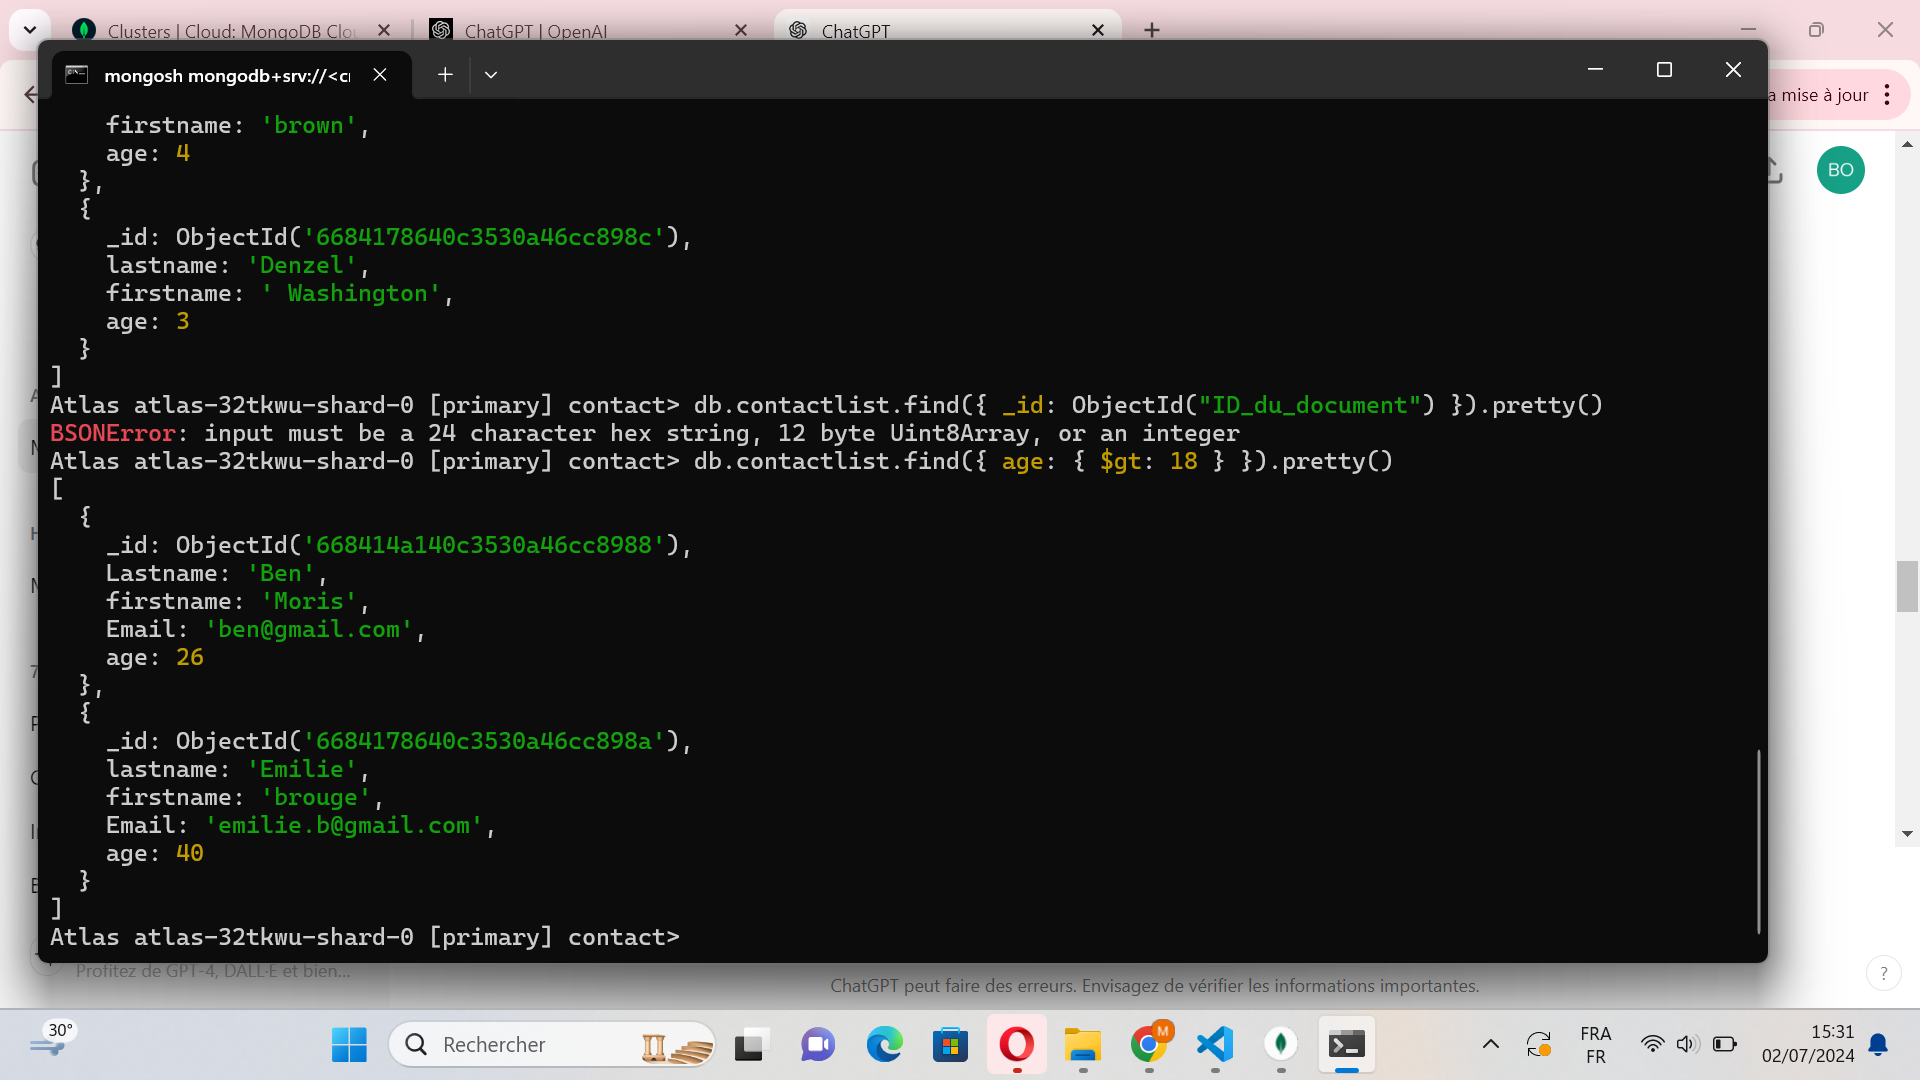 Clusters | Cloud: MongoDB Clou
ChatGPT | OpenAI
ChatGPT
mongosh mongodb+srv://<cr
a mise à jour
BO
firstname: 'brown',
age: 4
},
{
_id: ObjectId('6684178640c3530a46cc898c'),
lastname: 'Denzel',
firstname: ' Washington',
age: 3
}
]
Atlas atlas-32tkwu-shard-0 [primary] contact> db.contactlist.find({ _id: ObjectId("ID_du_document") }).pretty()
BSONError: input must be a 24 character hex string, 12 byte Uint8Array, or an integer
Atlas atlas-32tkwu-shard-0 [primary] contact> db.contactlist.find({ age: { $gt: 18 } }).pretty()
[
{
_id: ObjectId('668414a140c3530a46cc8988'),
Lastname: 'Ben',
firstname: 'Moris',
Email: 'ben@gmail.com',
age: 26
},
{
_id: ObjectId('6684178640c3530a46cc898a'),
lastname: 'Emilie',
firstname: 'brouge',
Email: 'emilie.b@gmail.com',
age: 40
}
]
Atlas atlas-32tkwu-shard-0 [primary] contact>
Profitez de GPT-4, DALL·E et bien...
ChatGPT peut faire des erreurs. Envisagez de vérifier les informations importantes.
?
30°
Rechercher
M
FRA
FR
15:31
02/07/2024